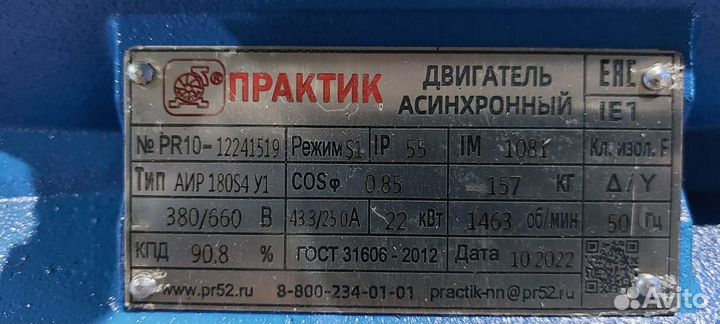 ПРАКТИК ДВИГАТЕЛЬ АСИНХРОННЫЙ EAC
IE1
№ PR10-12241519 Режим S1 IP 55 IM 1081 Кл. изол. F
Тип АИР 180S4 У1 COS φ 0.85 157 кг Δ/Y
380/660 В 43.3/25.0А 22 кВт 1463 об/мин 50 Гц
КПД 90.8 % ГОСТ 31606-2012 Дата 10.2022
www.pr52.ru 8-800-234-01-01 practik-nn@pr52.ru
Avito